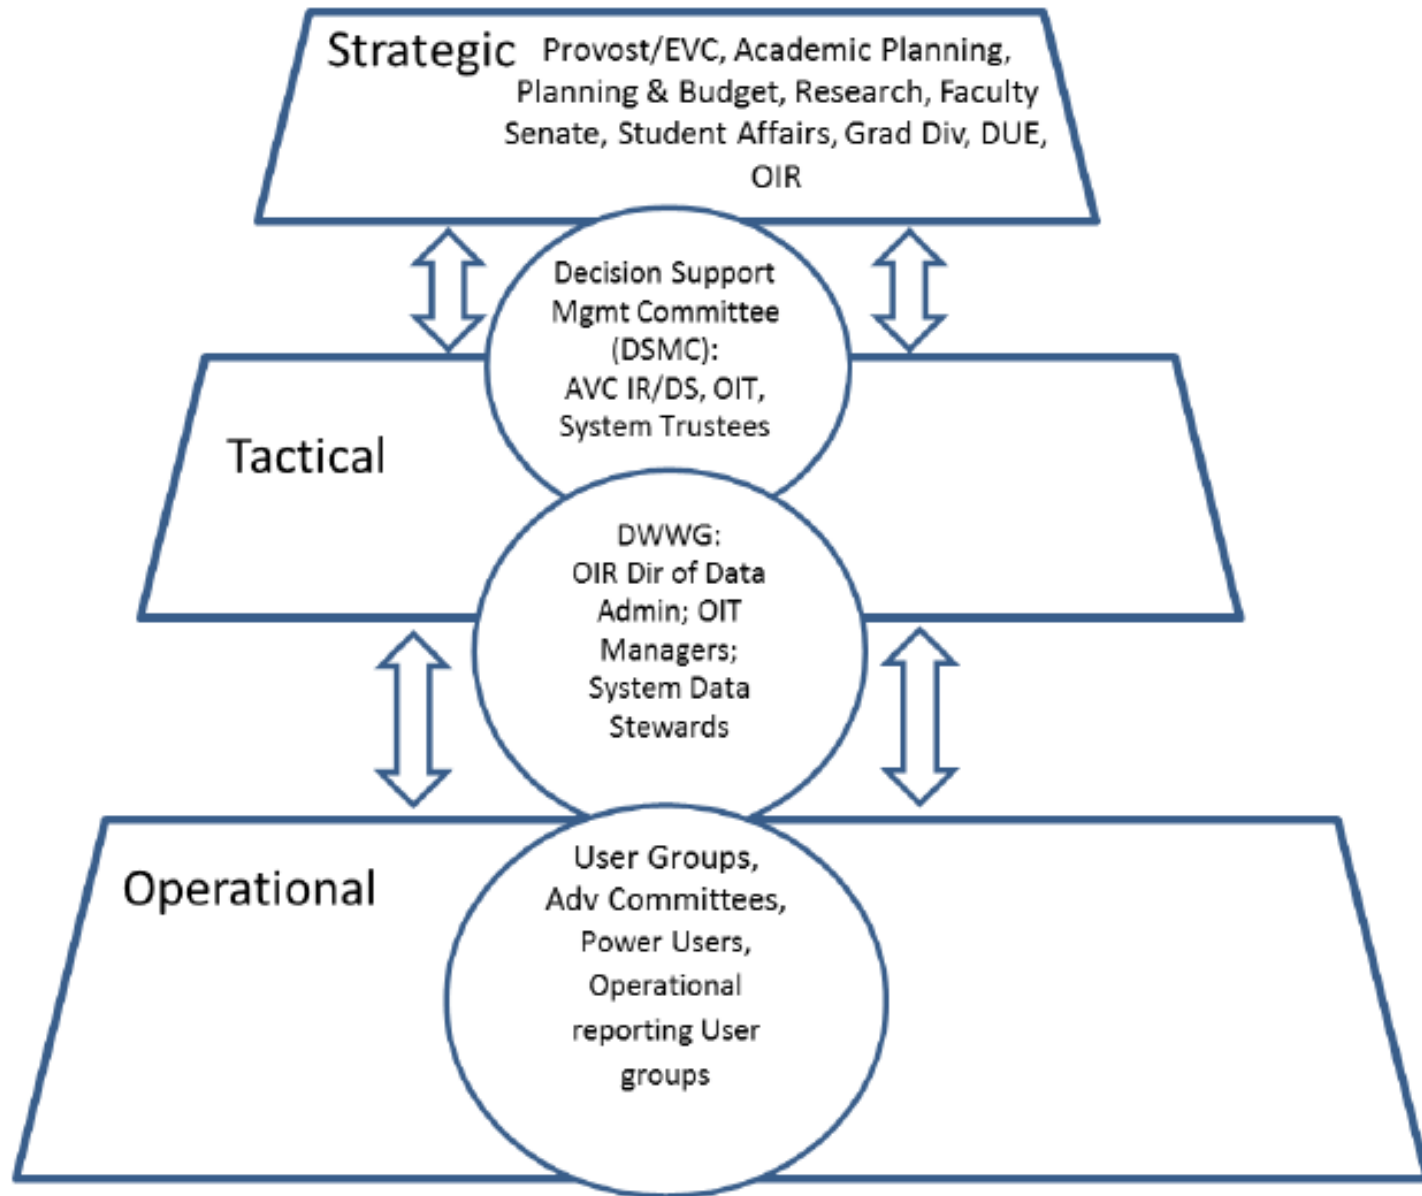 Strategic
Provost/EVC, Academic Planning,
Planning & Budget, Research, Faculty
Senate, Student Affairs, Grad Div, DUE,
OIR
Decision Support
Mgmt Committee
(DSMC):
AVC IR/DS, OIT,
System Trustees
Tactical
DWWG:
OIR Dir of Data
Admin; OIT
Managers;
System Data
Stewards
Operational
User Groups,
Adv Committees,
Power Users,
Operational
reporting User
groups